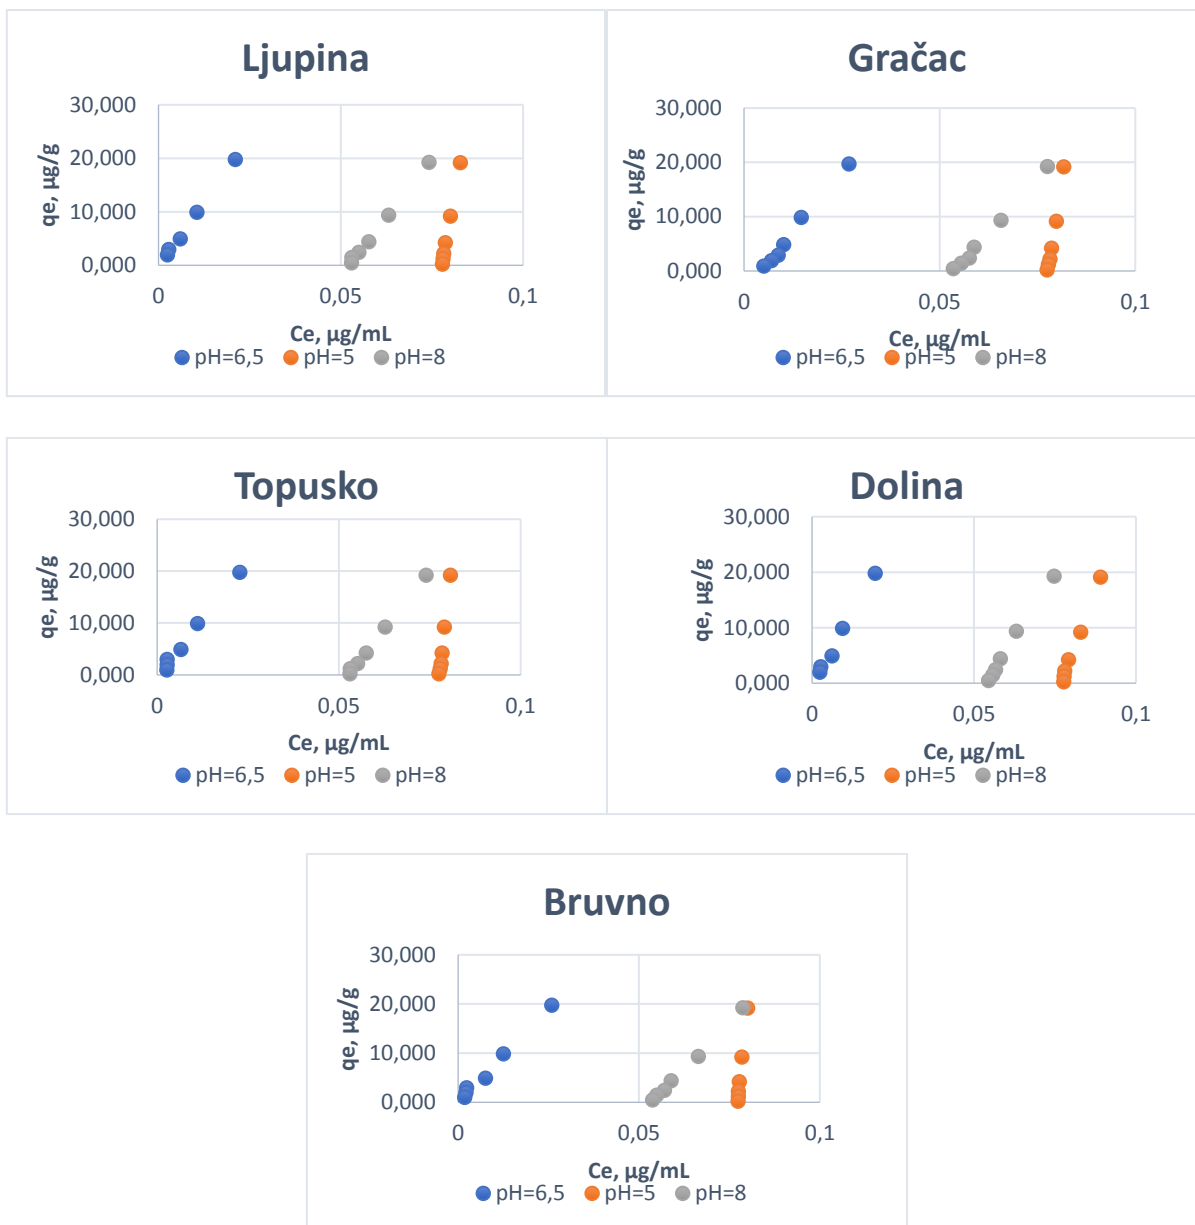 Ljupina
30,000
20,000
10,000
0,000
qe, µg/g
0
0,05
0,1
Ce, µg/mL
pH=6,5 pH=5 pH=8
Gračac
30,000
20,000
10,000
0,000
qe, µg/g
0
0,05
0,1
Ce, µg/mL
pH=6,5 pH=5 pH=8
Topusko
30,000
20,000
10,000
0,000
qe, µg/g
0
0,05
0,1
Ce, µg/mL
pH=6,5 pH=5 pH=8
Dolina
30,000
20,000
10,000
0,000
qe, µg/g
0
0,05
0,1
Ce, µg/mL
pH=6,5 pH=5 pH=8
Bruvno
30,000
20,000
10,000
0,000
qe, µg/g
0
0,05
0,1
Ce, µg/mL
pH=6,5 pH=5 pH=8